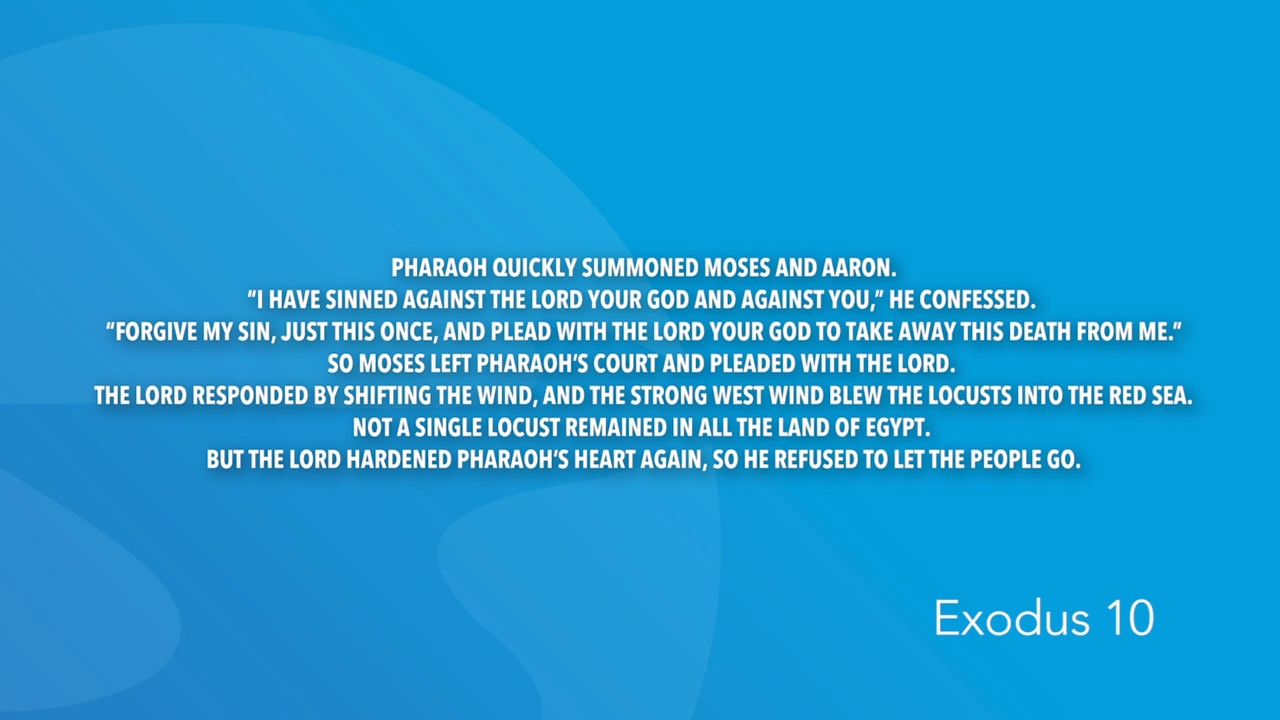 PHARAOH QUICKLY SUMMONED MOSES AND AARON.
“I HAVE SINNED AGAINST THE LORD YOUR GOD AND AGAINST YOU,” HE CONFESSED.
“FORGIVE MY SIN, JUST THIS ONCE, AND PLEAD WITH THE LORD YOUR GOD TO TAKE AWAY THIS DEATH FROM ME.”
SO MOSES LEFT PHARAOH’S COURT AND PLEADED WITH THE LORD.
THE LORD RESPONDED BY SHIFTING THE WIND, AND THE STRONG WEST WIND BLEW THE LOCUSTS INTO THE RED SEA.
NOT A SINGLE LOCUST REMAINED IN ALL THE LAND OF EGYPT.
BUT THE LORD HARDENED PHARAOH’S HEART AGAIN, SO HE REFUSED TO LET THE PEOPLE GO.
Exodus 10